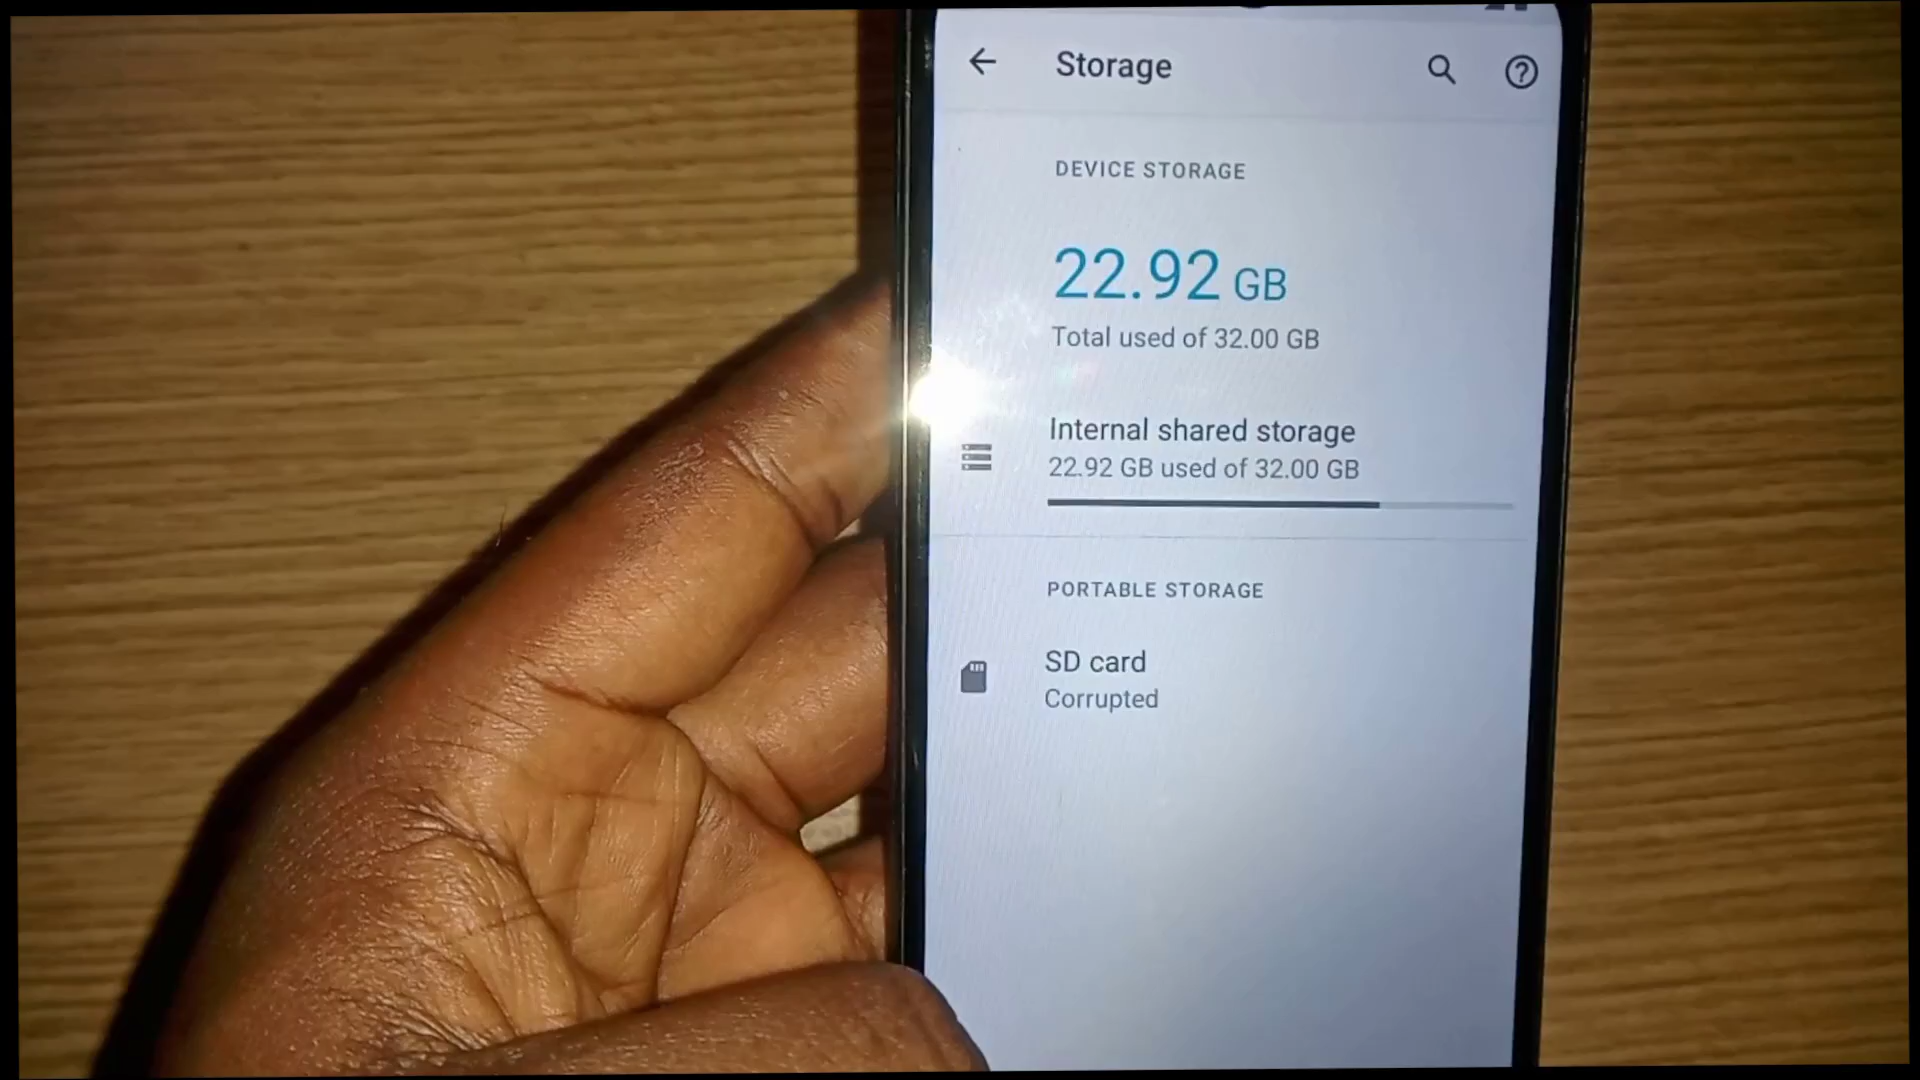 Storage
DEVICE STORAGE
22.92 GB
Total used of 32.00 GB
Internal shared storage
22.92 GB used of 32.00 GB
PORTABLE STORAGE
SD card
Corrupted